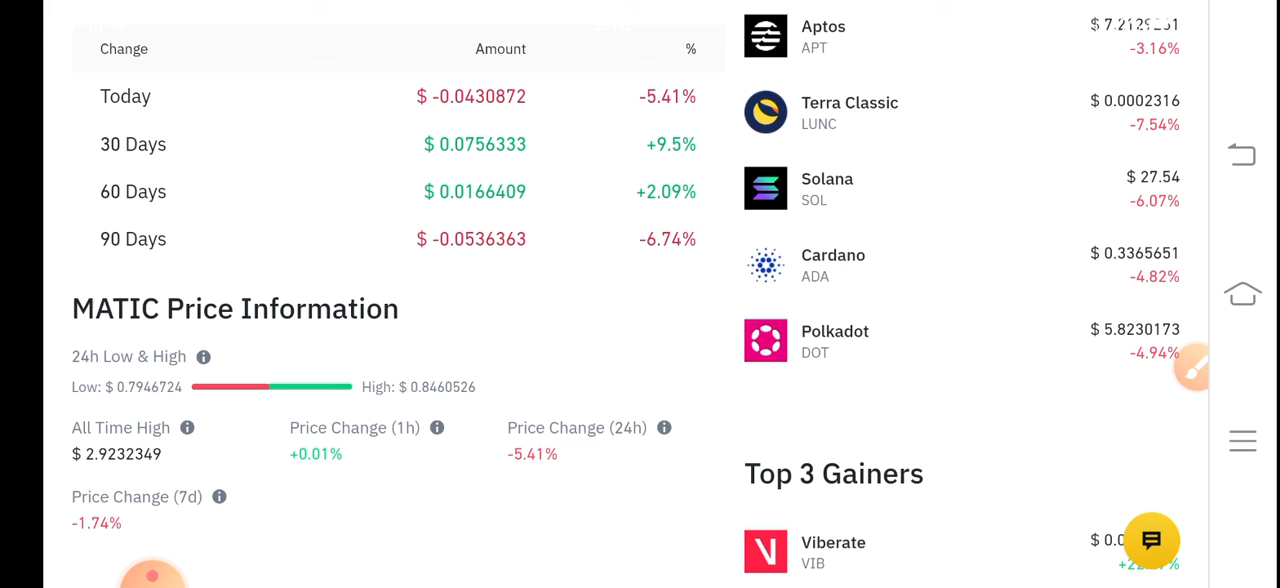 Change Amount %
Today $ -0.0430872 -5.41%
30 Days $ 0.0756333 +9.5%
60 Days $ 0.0166409 +2.09%
90 Days $ -0.0536363 -6.74%
MATIC Price Information
24h Low & High
Low: $ 0.7946724 High: $ 0.8460526
All Time High Price Change (1h) Price Change (24h)
$ 2.9232349 +0.01% -5.41%
Price Change (7d)
-1.74%
Aptos
APT -3.16%
Terra Classic $ 0.0002316
LUNC -7.54%
Solana $ 27.54
SOL -6.07%
Cardano $ 0.3365651
ADA -4.82%
Polkadot $ 5.8230173
DOT -4.94%
Top 3 Gainers
Viberate
VIB